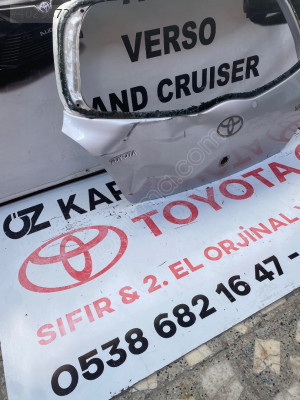 VERSO
AND CRUISER
ÖZ KAR
TOYOTA
SIFIR & 2. EL ORJİNAL
0538 682 16 47 -